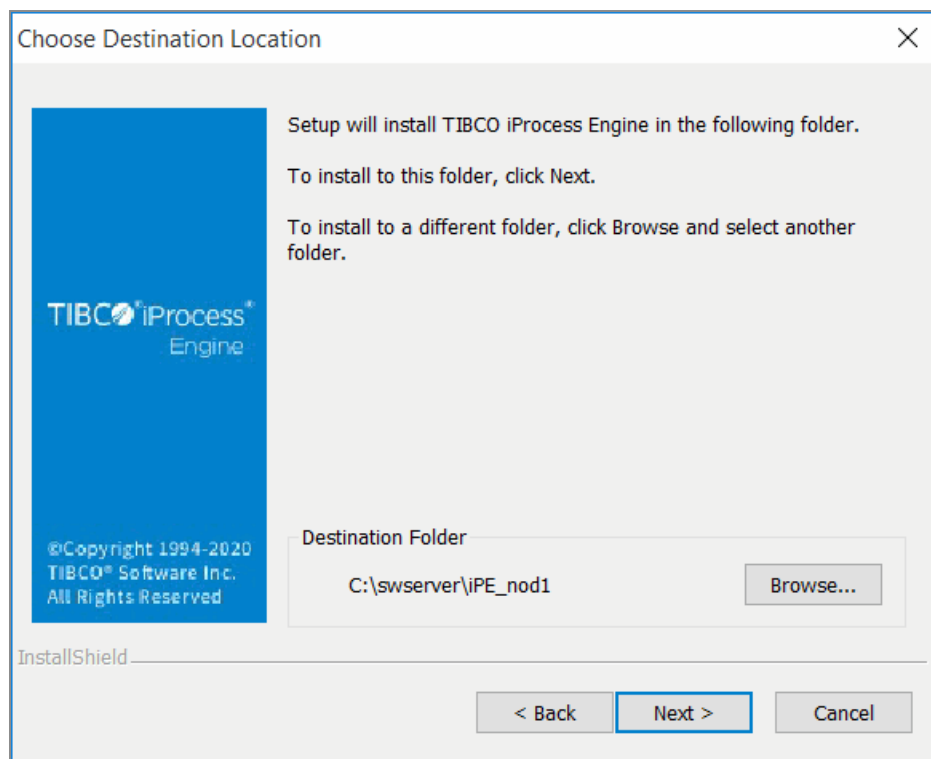 Choose Destination Location
Setup will install TIBCO iProcess Engine in the following folder.
To install to this folder, click Next.
To install to a different folder, click Browse and select another
folder.
TIBCO® iProcess®
Engine
©Copyright 1994-2020
TIBCO® Software Inc.
All Rights Reserved
Destination Folder
C:\swserver\iPE_nod1
Browse...
InstallShield
< Back
Next >
Cancel